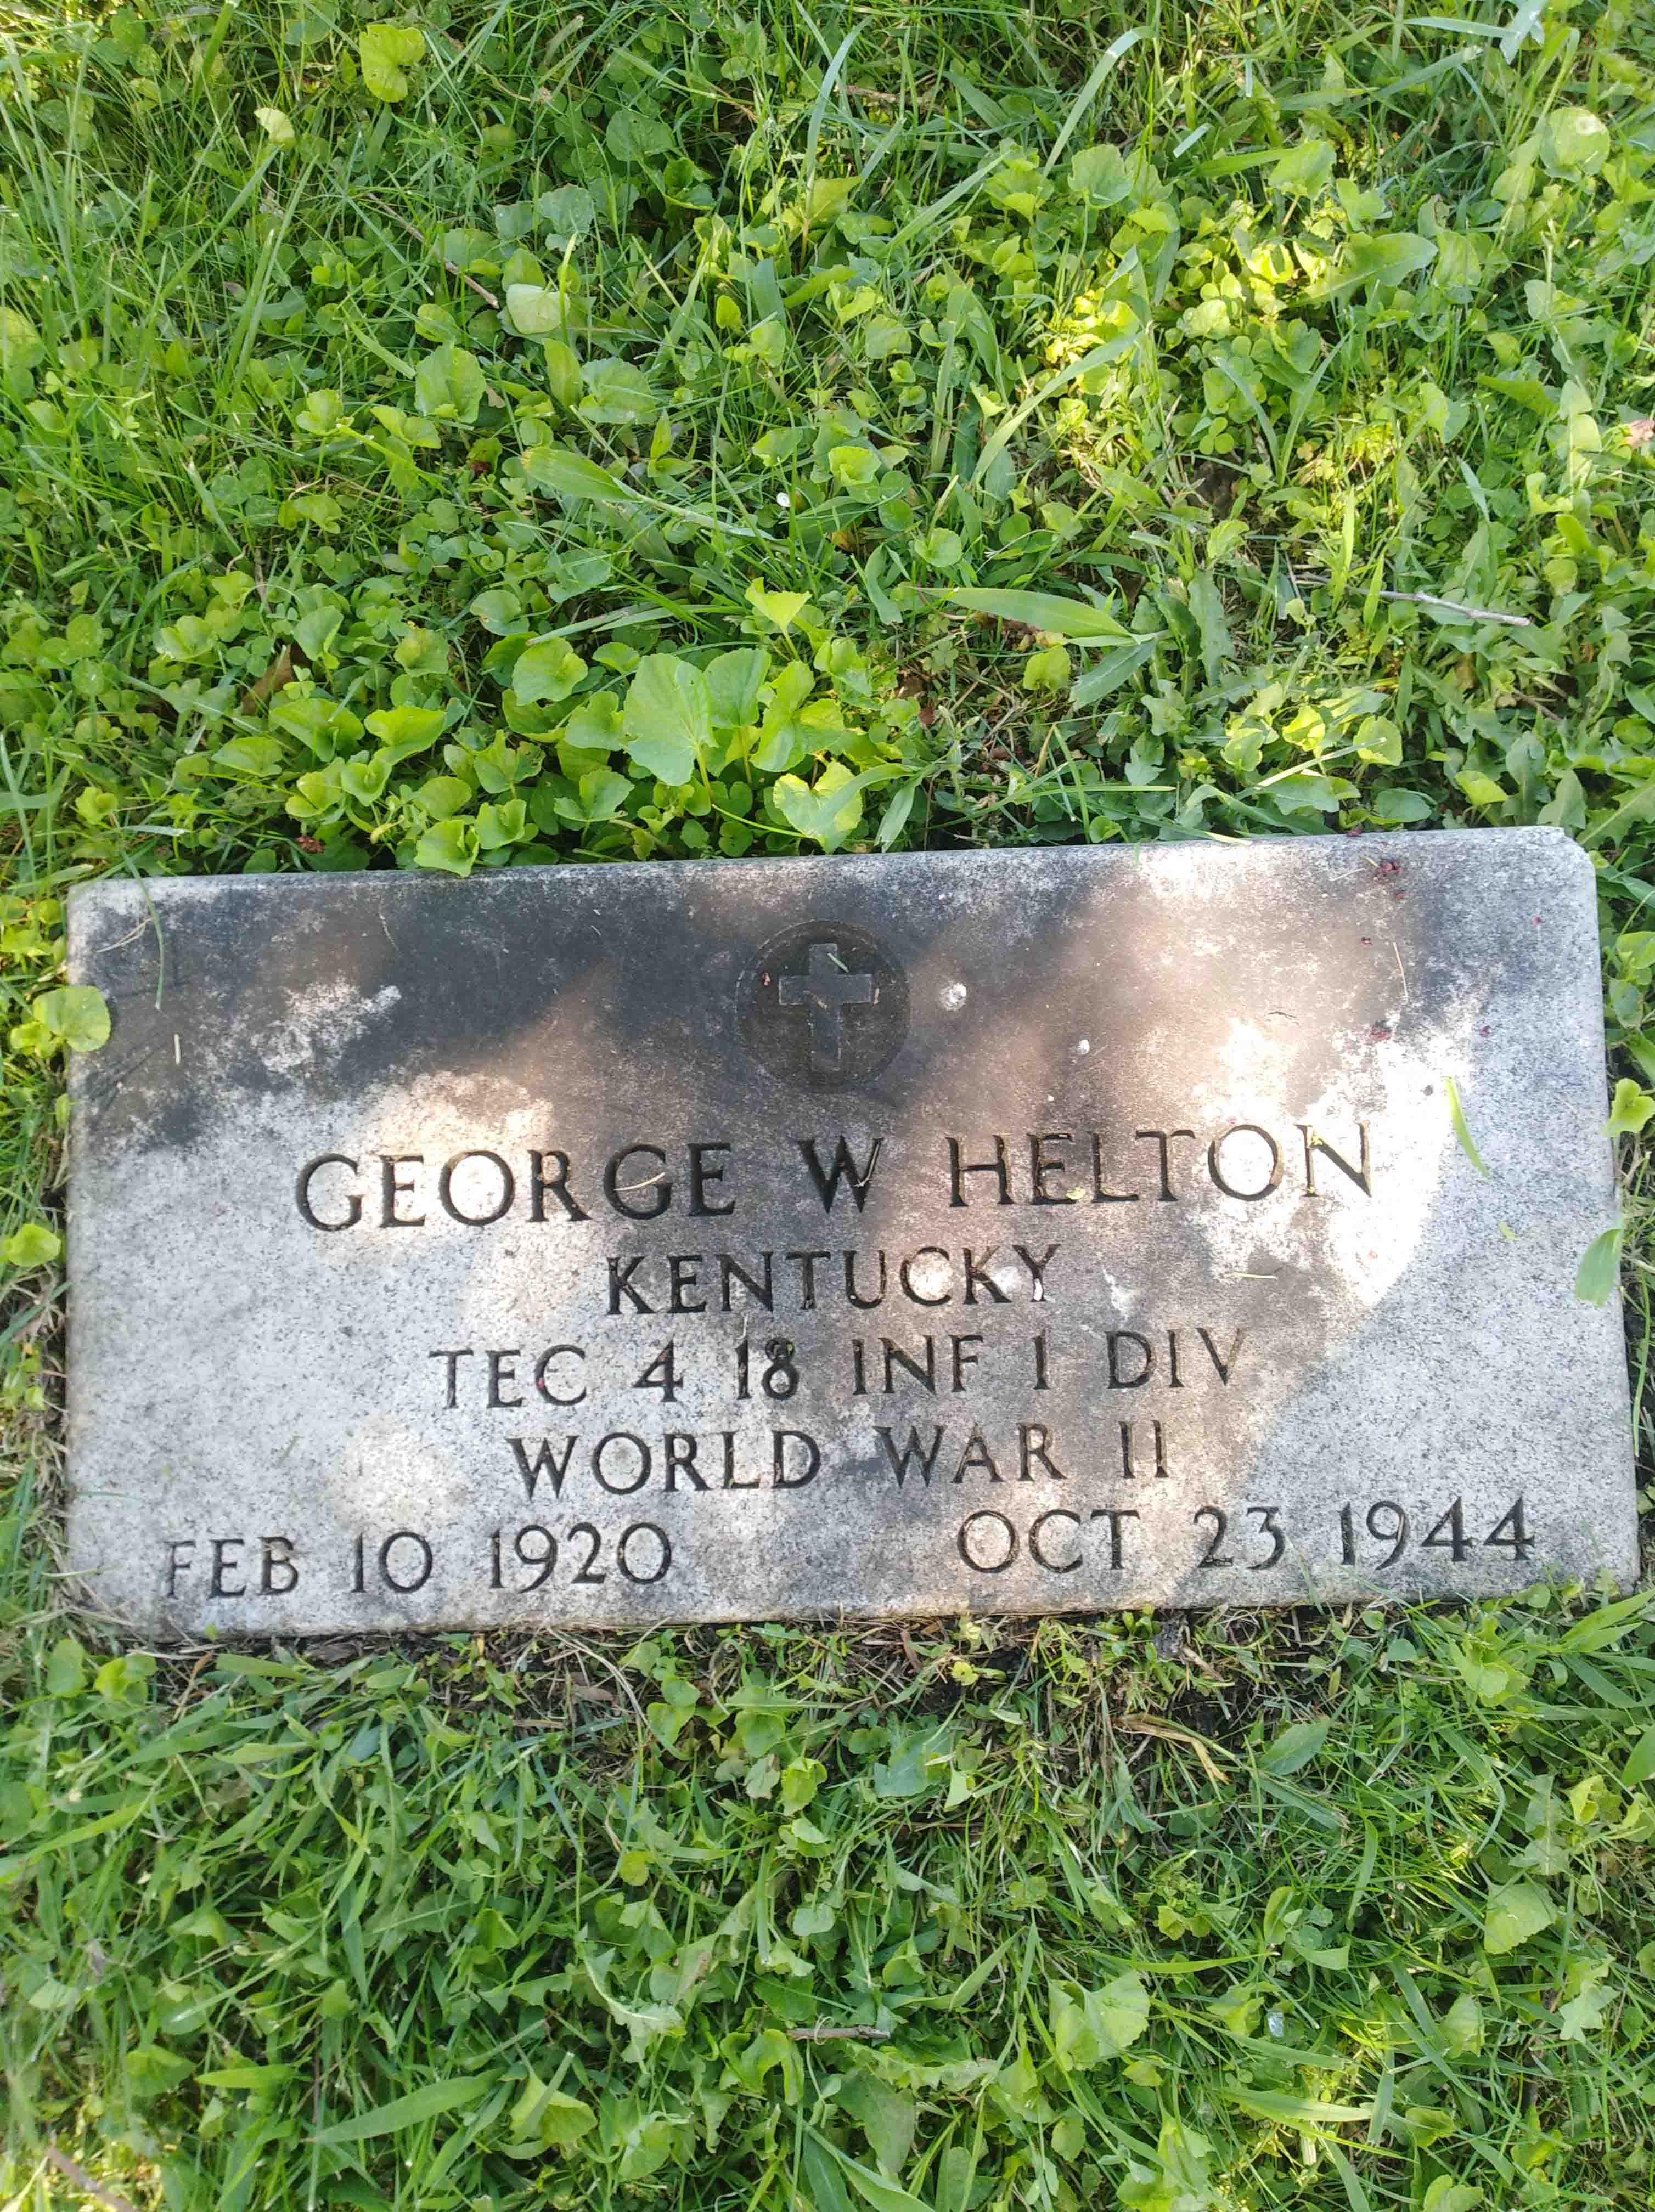 GEORGE W HELTON
KENTUCKY
TEC 4 18 INF 1 DIV
WORLD WAR II
FEB 10 1920 OCT 23 1944